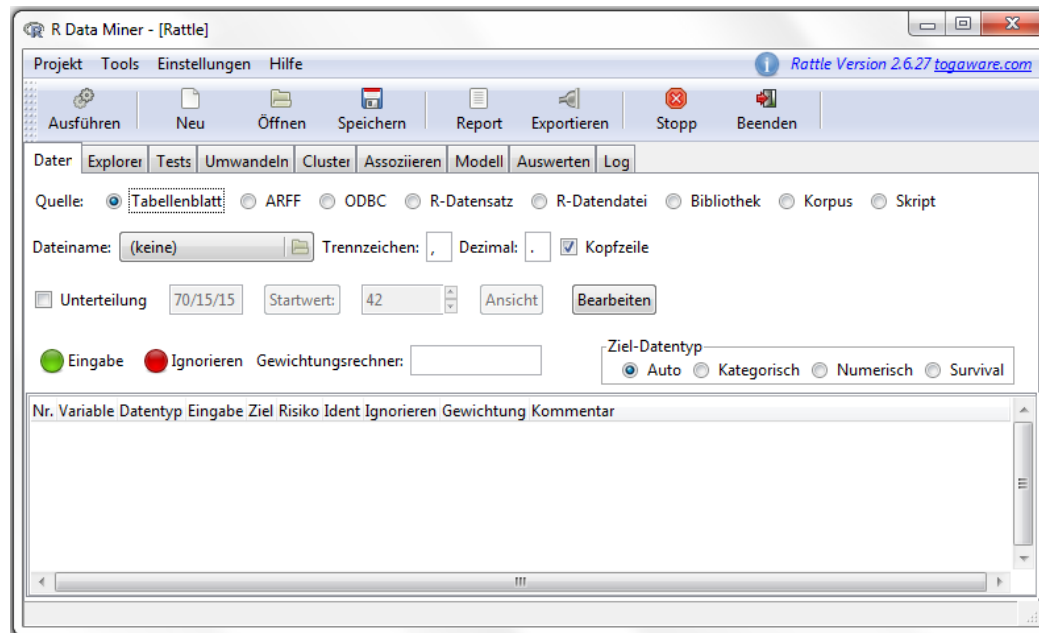 R Data Miner - [Rattle]
Projekt Tools Einstellungen Hilfe Rattle Version 2.6.27 togaware.com
Ausführen Neu Öffnen Speichern Report Exportieren Stopp Beenden
Dater Explorer Tests Umwandeln Cluster Assoziieren Modell Auswerten Log
Quelle: Tabellenblatt ARFF ODBC R-Datensatz R-Datendatei Bibliothek Korpus Skript
Dateiname: (keine) Trennzeichen: , Dezimal: . Kopfzeile
Unterteilung 70/15/15 Startwert: 42 Ansicht Bearbeiten
Eingabe Ignorieren Gewichtungsrechner:
Ziel-Datentyp
Auto Kategorisch Numerisch Survival
Nr. Variable Datentyp Eingabe Ziel Risiko Ident Ignorieren Gewichtung Kommentar